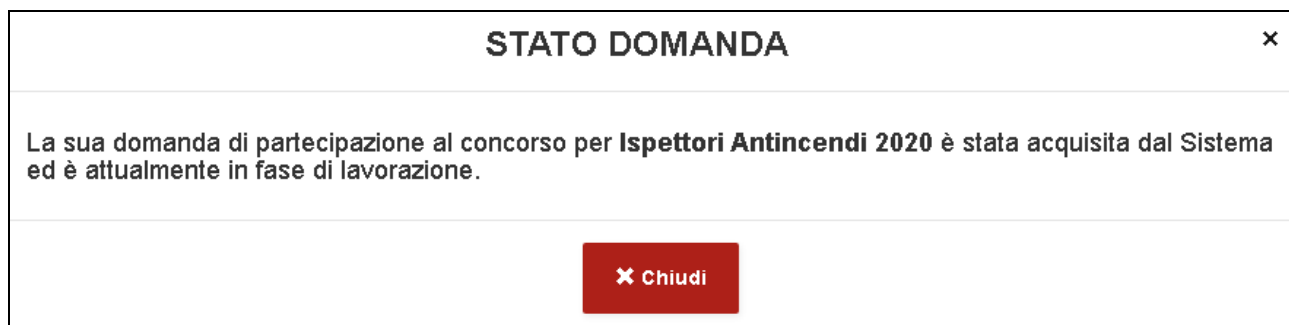 STATO DOMANDA ×
La sua domanda di partecipazione al concorso per Ispettori Antincendi 2020 è stata acquisita dal Sistema
ed è attualmente in fase di lavorazione.
✖ Chiudi